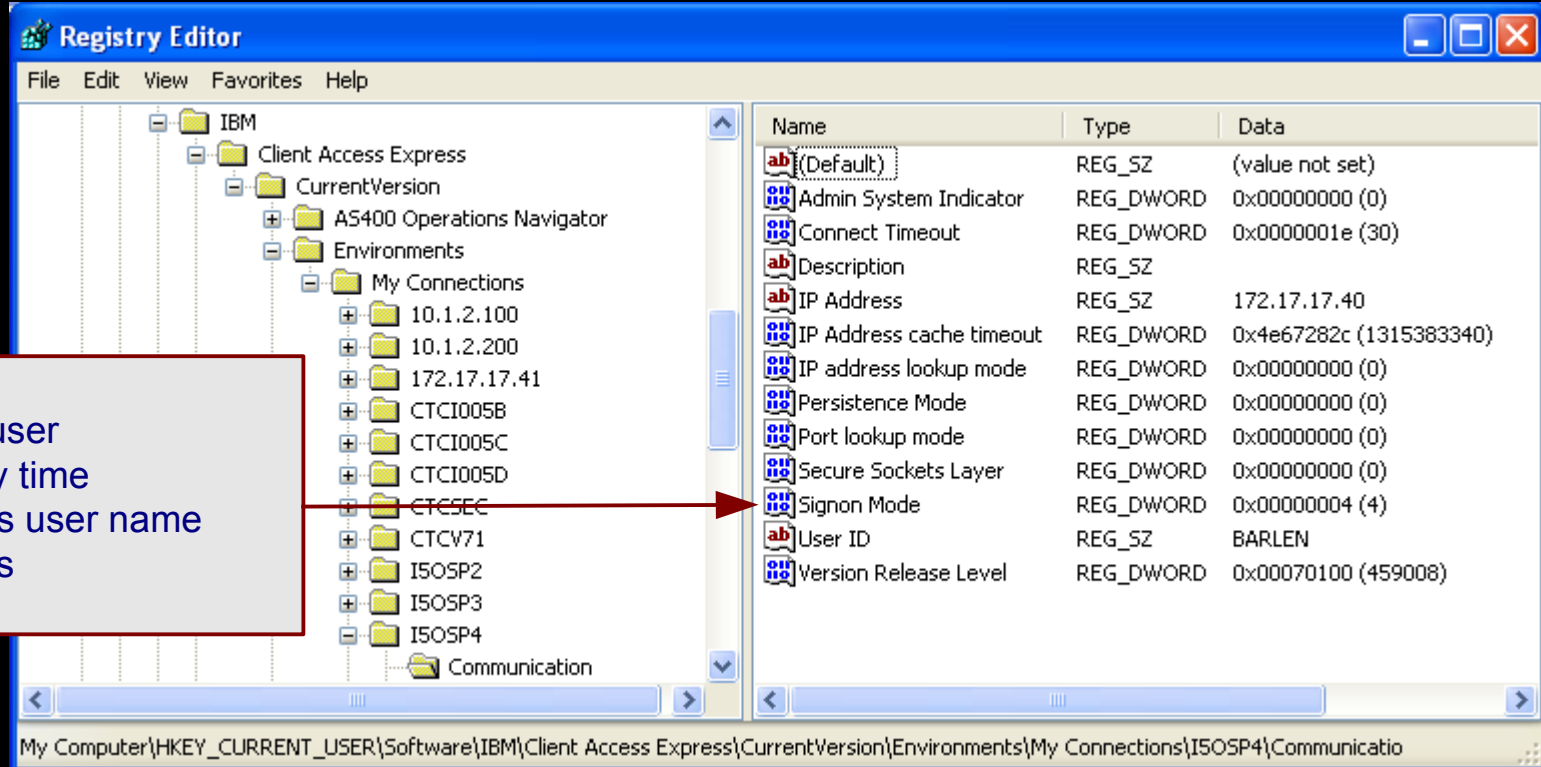 Registry Editor
File Edit View Favorites Help
IBM
Client Access Express
CurrentVersion
AS400 Operations Navigator
Environments
My Connections
10.1.2.100
10.1.2.200
172.17.17.41
CTCI005B
CTCI005C
CTCI005D
CTCSEC
CTCV71
I5OSP2
I5OSP3
I5OSP4
Communication
user
y time
s user name
s
Name Type Data
(Default) REG_SZ (value not set)
Admin System Indicator REG_DWORD 0x00000000 (0)
Connect Timeout REG_DWORD 0x0000001e (30)
Description REG_SZ
IP Address REG_SZ 172.17.17.40
IP Address cache timeout REG_DWORD 0x4e67282c (1315383340)
IP address lookup mode REG_DWORD 0x00000000 (0)
Persistence Mode REG_DWORD 0x00000000 (0)
Port lookup mode REG_DWORD 0x00000000 (0)
Secure Sockets Layer REG_DWORD 0x00000000 (0)
Signon Mode REG_DWORD 0x00000004 (4)
User ID REG_SZ BARLEN
Version Release Level REG_DWORD 0x00070100 (459008)
My Computer\HKEY_CURRENT_USER\Software\IBM\Client Access Express\CurrentVersion\Environments\My Connections\I5OSP4\Communicatio